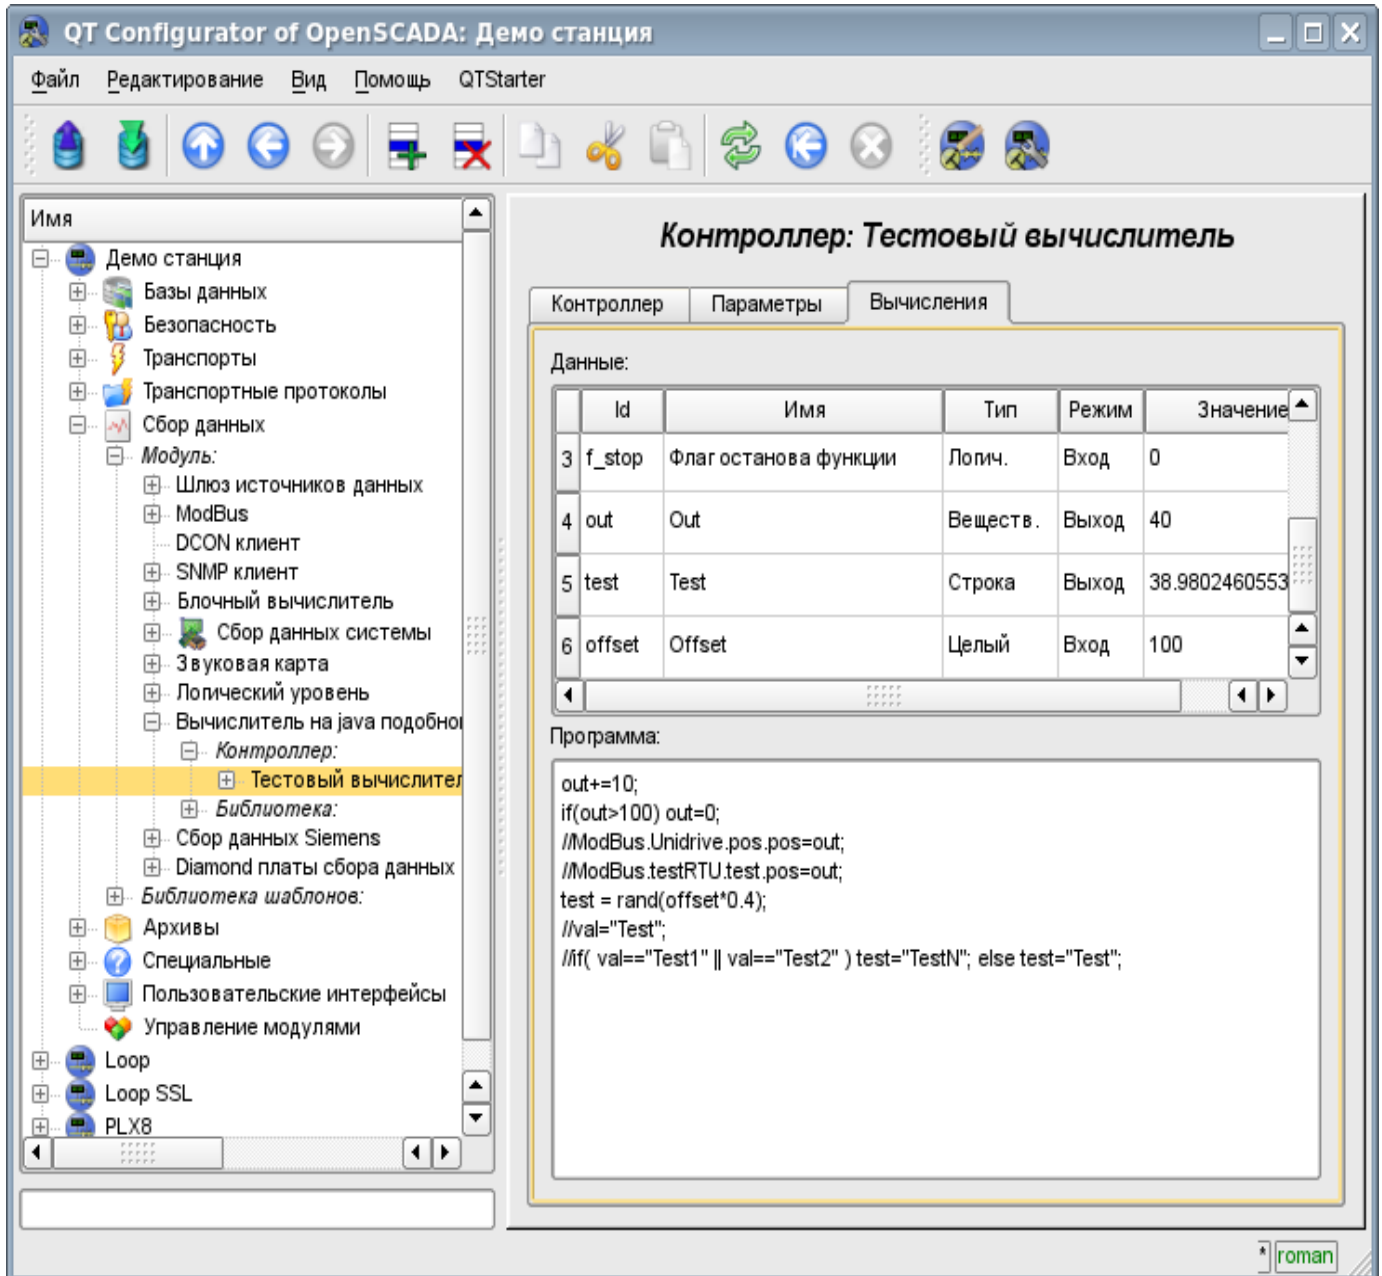 QT Configurator of OpenSCADA: Демо станция
Файл Редактирование Вид Помощь QTStarter
Имя
Демо станция
Базы данных
Безопасность
Транспорты
Транспортные протоколы
Сбор данных
Модуль:
Шлюз источников данных
ModBus
DCON клиент
SNMP клиент
Блочный вычислитель
Сбор данных системы
Звуковая карта
Логический уровень
Вычислитель на java подобно
Контроллер:
Тестовый вычислител
Библиотека:
Сбор данных Siemens
Diamond платы сбора данных
Библиотека шаблонов:
Архивы
Специальные
Пользовательские интерфейсы
Управление модулями
Loop
Loop SSL
PLX8
Контроллер: Тестовый вычислитель
Контроллер Параметры Вычисления
Данные:
Id Имя Тип Режим Значение
3 f_stop Флаг останова функции Логич. Вход 0
4 out Out Веществ. Выход 40
5 test Test Строка Выход 38.9802460553
6 offset Offset Целый Вход 100
Программа:
out+=10;
if(out>100) out=0;
//ModBus.Unidrive.pos.pos=out;
//ModBus.testRTU.test.pos=out;
test = rand(offset*0.4);
//val="Test";
//if( val=="Test1" || val=="Test2" ) test="TestN"; else test="Test";
* roman